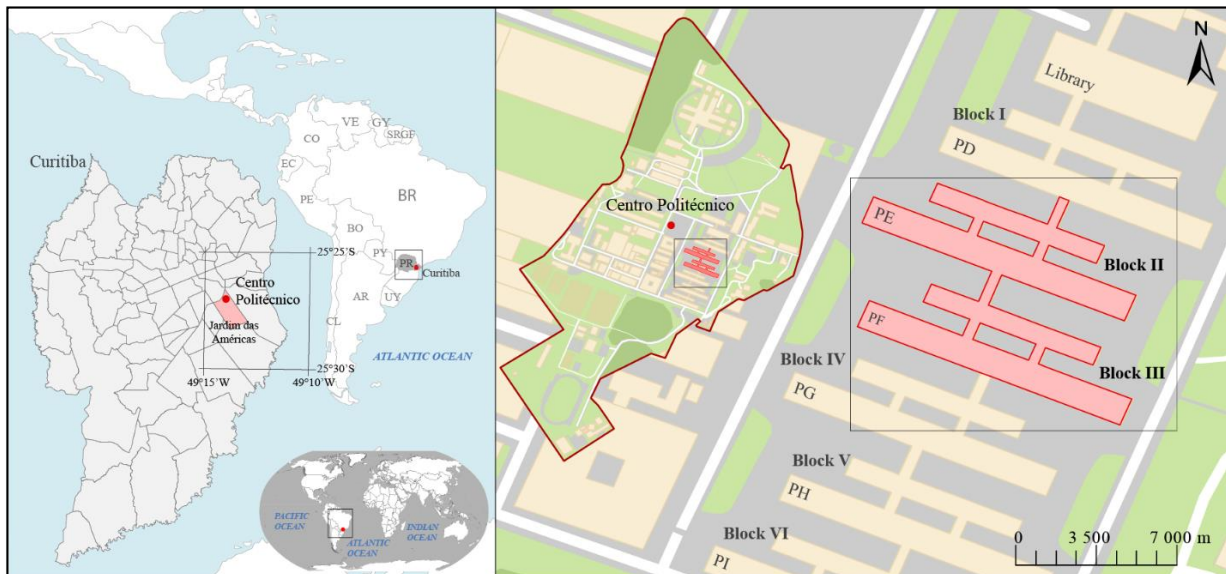 Curitiba
CO
VE
GY
SR
GF
EC
PE
BR
BO
PY
PR
Curitiba
AR
UY
CL
25°25'S
Centro
Politécnico
Jardim das
Américas
25°30'S
49°15'W
49°10'W
ATLANTIC OCEAN
PACIFIC
OCEAN
ATLANTIC
OCEAN
INDIAN
OCEAN
Centro Politécnico
N
Library
Block I
PD
PE
Block II
PF
Block III
Block IV
PG
Block V
PH
Block VI
PI
0 3 500 7 000 m